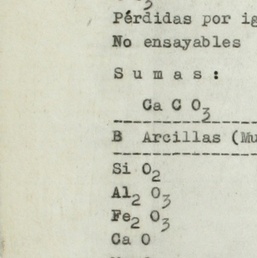 Pérdidas por ig
No ensayables
S u m a s :
Ca C O3
B Arcillas (Mu
Si O2
Al2 O3
Fe2 O3
Ca O